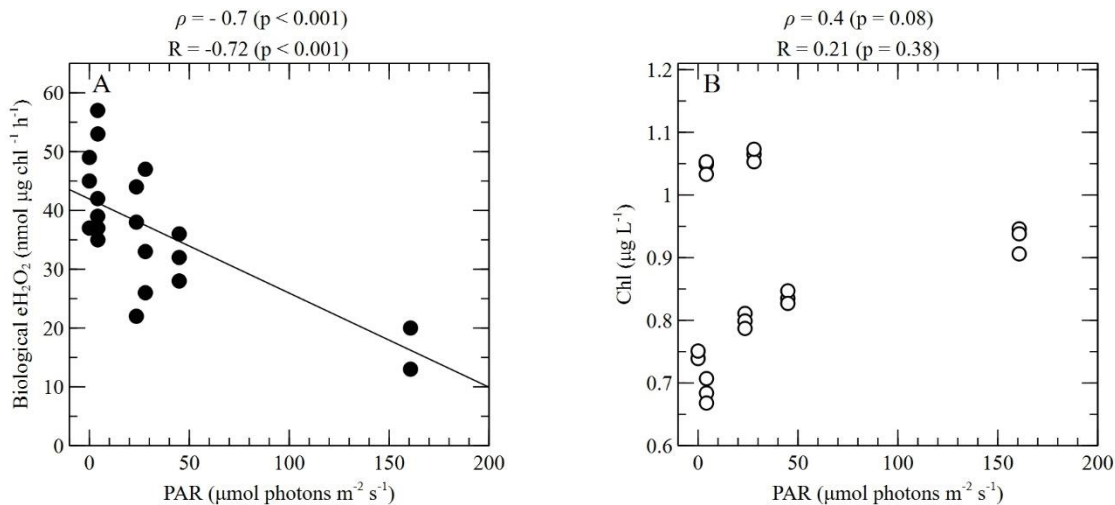 ρ = - 0.7 (p < 0.001)
R = -0.72 (p < 0.001)
A
60
50
40
30
20
10
0
Biological eH₂O₂ (nmol μg chl ⁻¹ h⁻¹)
0 50 100 150 200
PAR (μmol photons m⁻² s⁻¹)
ρ = 0.4 (p = 0.08)
R = 0.21 (p = 0.38)
B
1.2
1.1
1
0.9
0.8
0.7
0.6
Chl (μg L⁻¹)
0 50 100 150 200
PAR (μmol photons m⁻² s⁻¹)